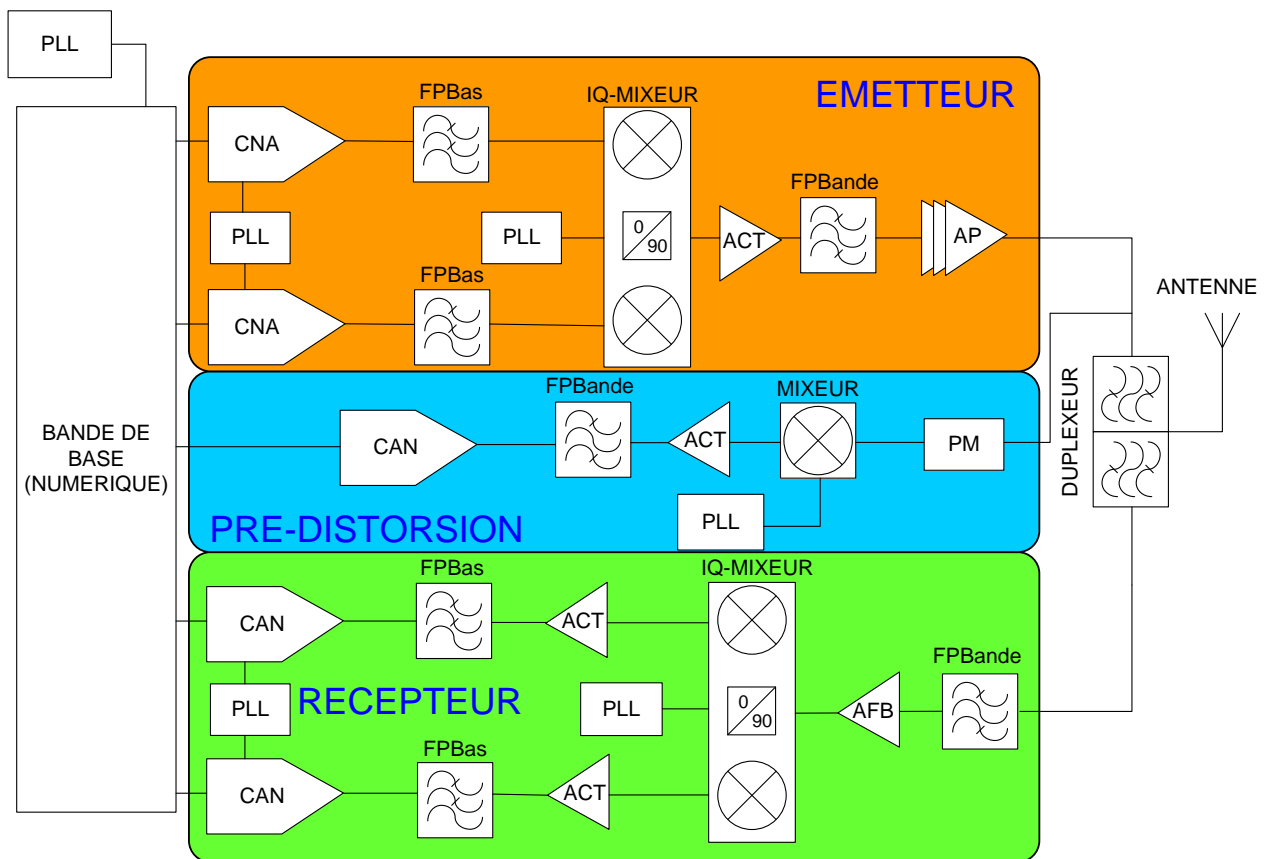 PLL
EMETTEUR
FPBas
IQ-MIXEUR
CNA
FPBande
PLL
PLL
0
90
ACT
AP
FPBas
CNA
ANTENNE
DUPLEXEUR
BANDE DE
BASE
(NUMERIQUE)
FPBande
MIXEUR
CAN
ACT
PM
PLL
PRE-DISTORSION
FPBas
IQ-MIXEUR
CAN
ACT
FPBande
PLL
RECEPTEUR
PLL
0
90
AFB
FPBas
CAN
ACT